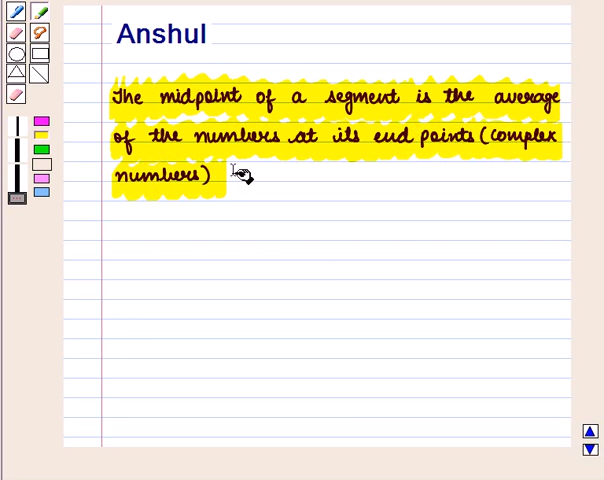 Anshul
The midpoint of a segment is the average
of the numbers at its end points (complex
numbers)